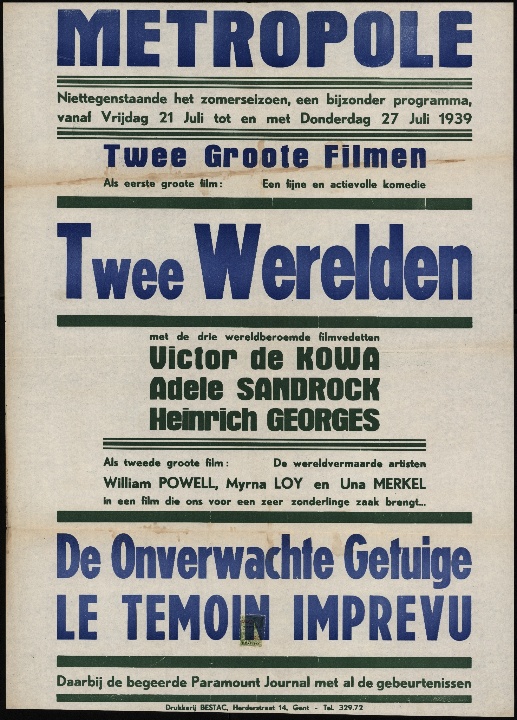 METROPOLE
Niettegenstaande het zomerseizoen, een bijzonder programma,
vanaf Vrijdag 21 Juli tot en met Donderdag 27 Juli 1939
Twee Groote Filmen
Als eerste groote film: Een fijne en actievolle komedie
Twee Werelden
met de drie wereldberoemde filmvedetten
Victor de KOWA
Adele SANDROCK
Heinrich GEORGES
Als tweede groote film: De wereldvermaarde artisten
William POWELL, Myrna LOY en Una MERKEL
in een film die ons voor een zeer zonderlinge zaak brengt...
De Onverwachte Getuige
LE TEMOIN IMPREVU
Daarbij de begeerde Paramount Journal met al de gebeurtenissen
Drukkerij BESTAC, Herderstraat 14, Gent - Tel. 329.72